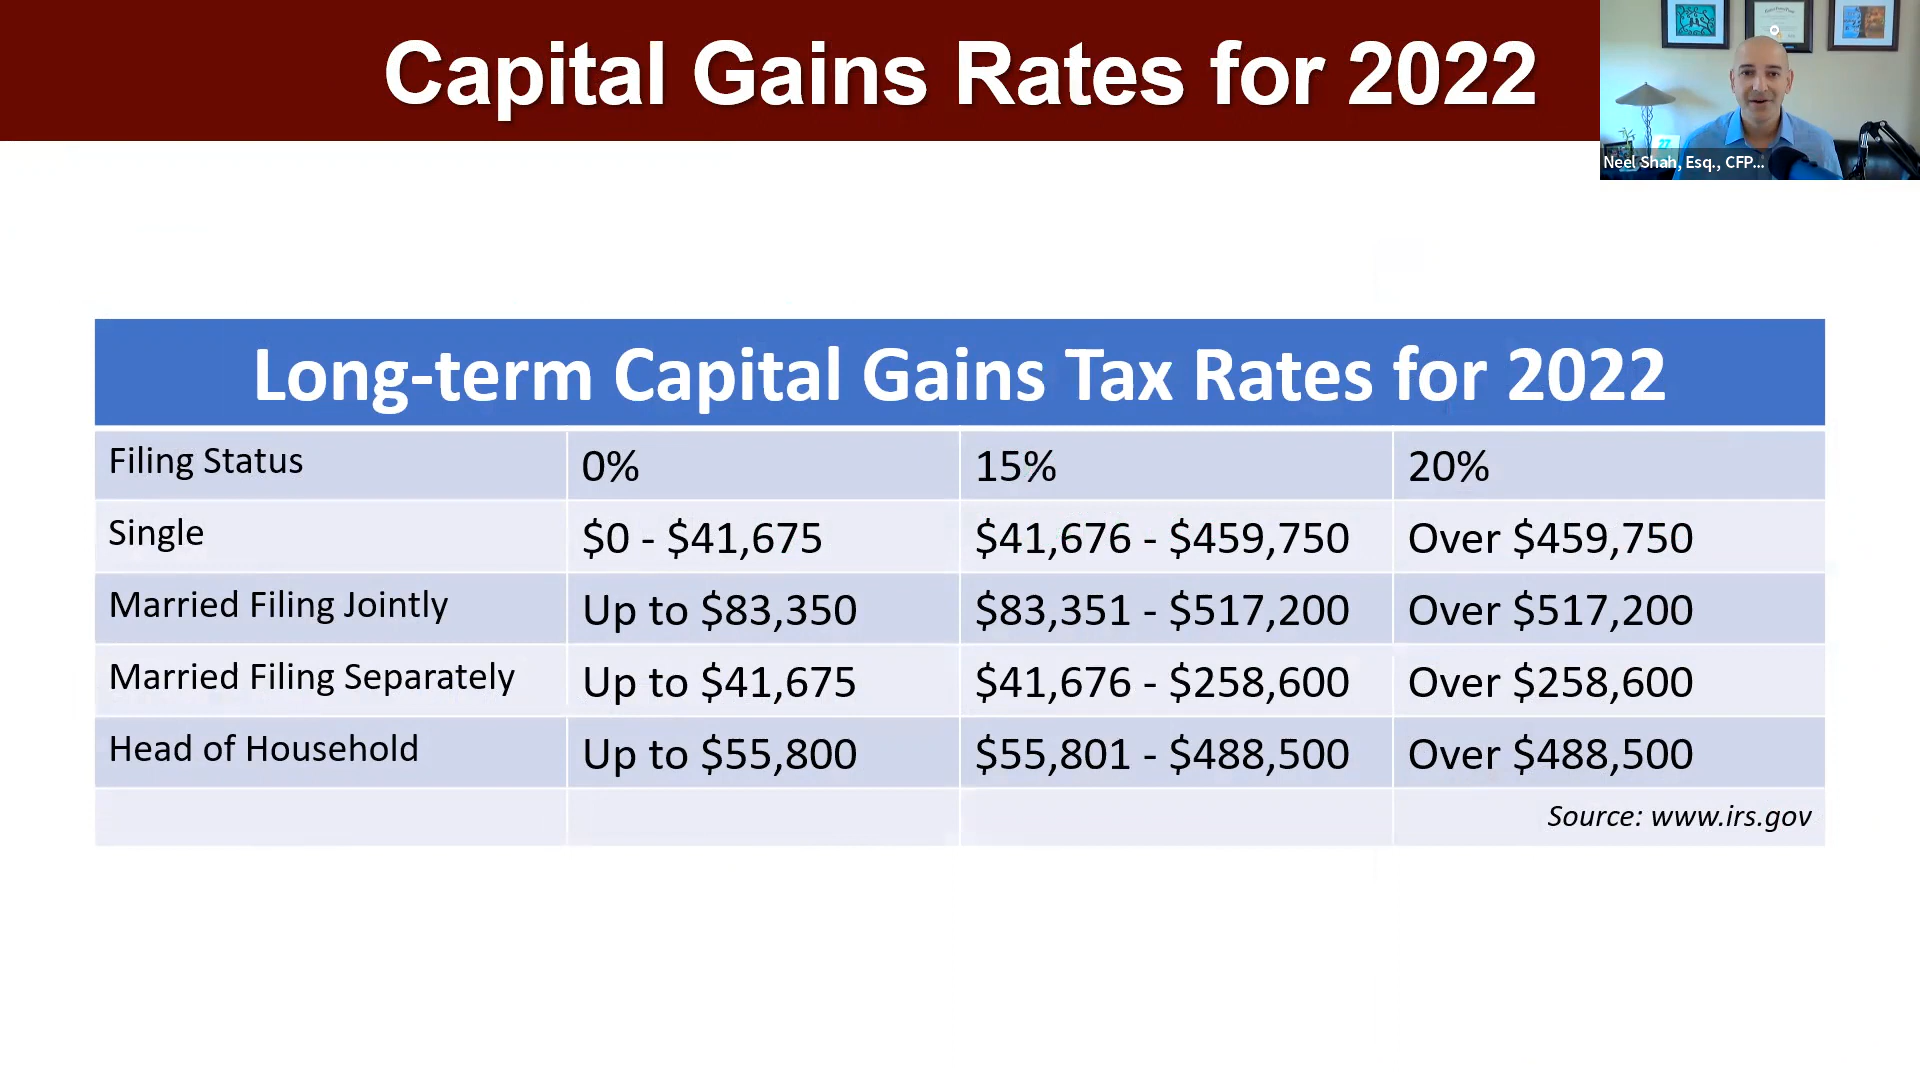 Capital Gains Rates for 2022
Neel Shah, Esq., CFP...
27
Long-term Capital Gains Tax Rates for 2022
Filing Status 0% 15% 20%
Single $0 - $41,675 $41,676 - $459,750 Over $459,750
Married Filing Jointly Up to $83,350 $83,351 - $517,200 Over $517,200
Married Filing Separately Up to $41,675 $41,676 - $258,600 Over $258,600
Head of Household Up to $55,800 $55,801 - $488,500 Over $488,500
Source: www.irs.gov